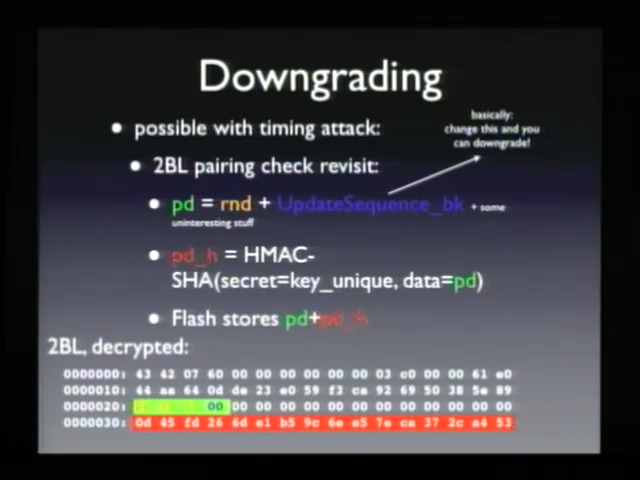 Downgrading
• possible with timing attack:
basically:
change this and you
can downgrade!
• 2BL pairing check revisit:
• pd = rnd + UpdateSequence_bk + some
uninteresting stuff
• pd_h = HMAC-
SHA(secret=key_unique, data=pd)
• Flash stores pd+pd_h
2BL, decrypted:
0000000: 43 42 07 60 00 00 00 00 00 00 03 c0 00 00 61 e0
0000010: 44 aa 64 0d de 23 e0 59 f3 ca 92 69 50 38 5e 89
0000020: 00 00 00 00 00 00 00 00 00 00 00 00 00
0000030: 0d 45 fd 26 6d e1 b5 9c 6e e5 7e ca 37 2c a4 53